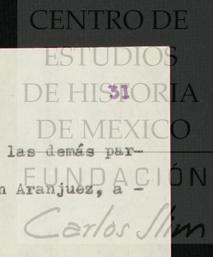 CENTRO DE
ESTUDIOS
DE HISTORIA
31
DE MEXICO
las demás par-
FUNDACIÓN
n Aranjuez, a -
Carlos Slim